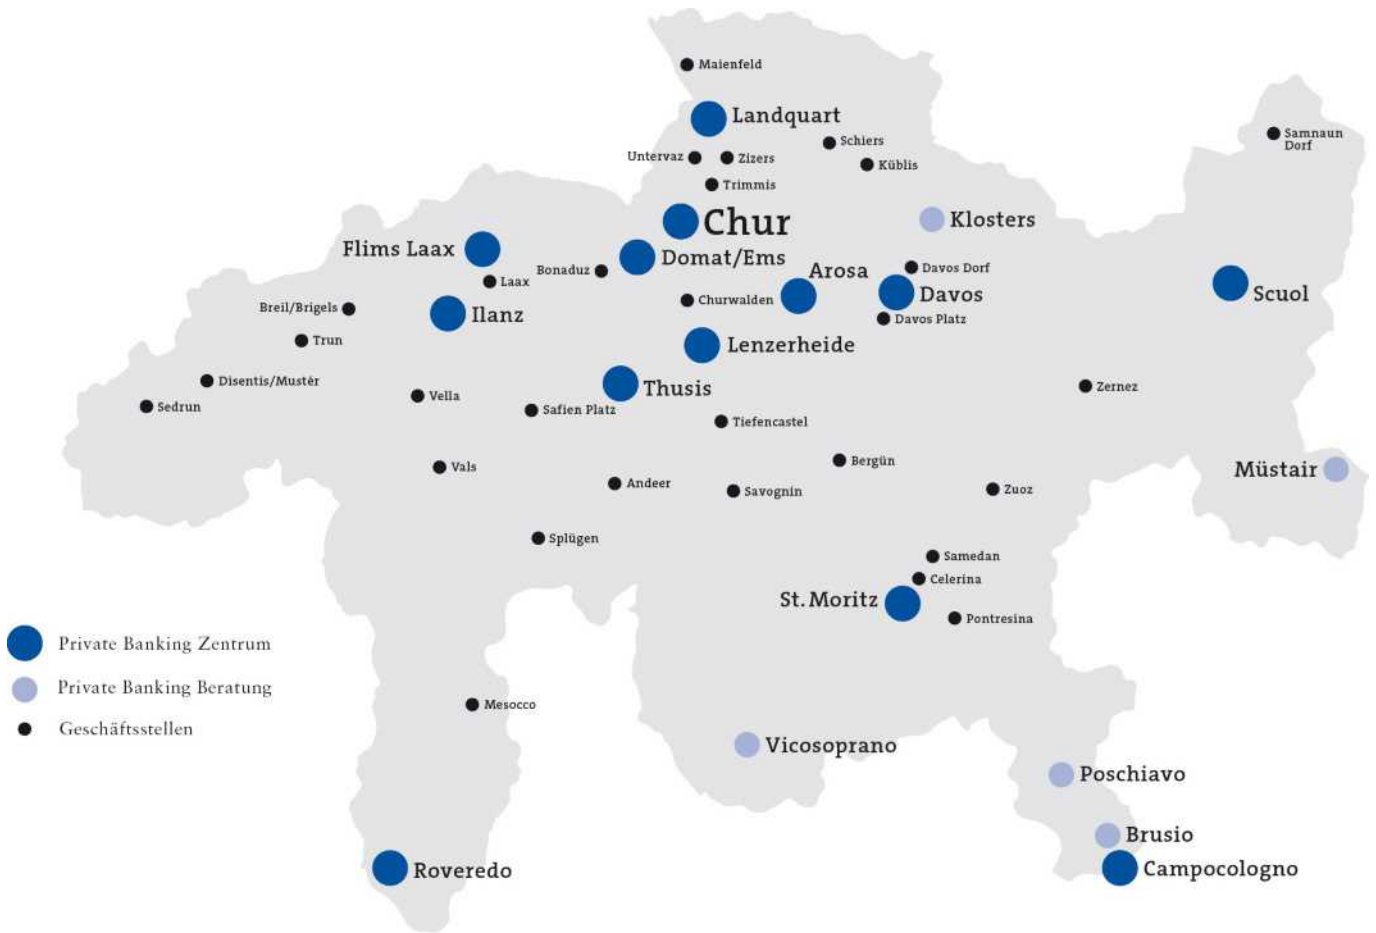 Maienfeld
Landquart
Samnaun
Dorf
Schiers
Untervaz
Zizers
Küblis
Trimmis
Chur
Klosters
Flims Laax
Domat/Ems
Arosa
Bonaduz
Davos Dorf
Laax
Davos
Scuol
Churwalden
Breil/Brigels
Ilanz
Davos Platz
Trun
Lenzerheide
Disentis/Mustér
Thusis
Zernez
Vella
Sedrun
Safien Platz
Tiefencastel
Bergün
Vals
Müstair
Andeer
Savognin
Zuoz
Splügen
Samedan
Celerina
St. Moritz
Pontresina
Private Banking Zentrum
Private Banking Beratung
Geschäftsstellen
Mesocco
Vicosoprano
Poschiavo
Brusio
Roveredo
Campocologno